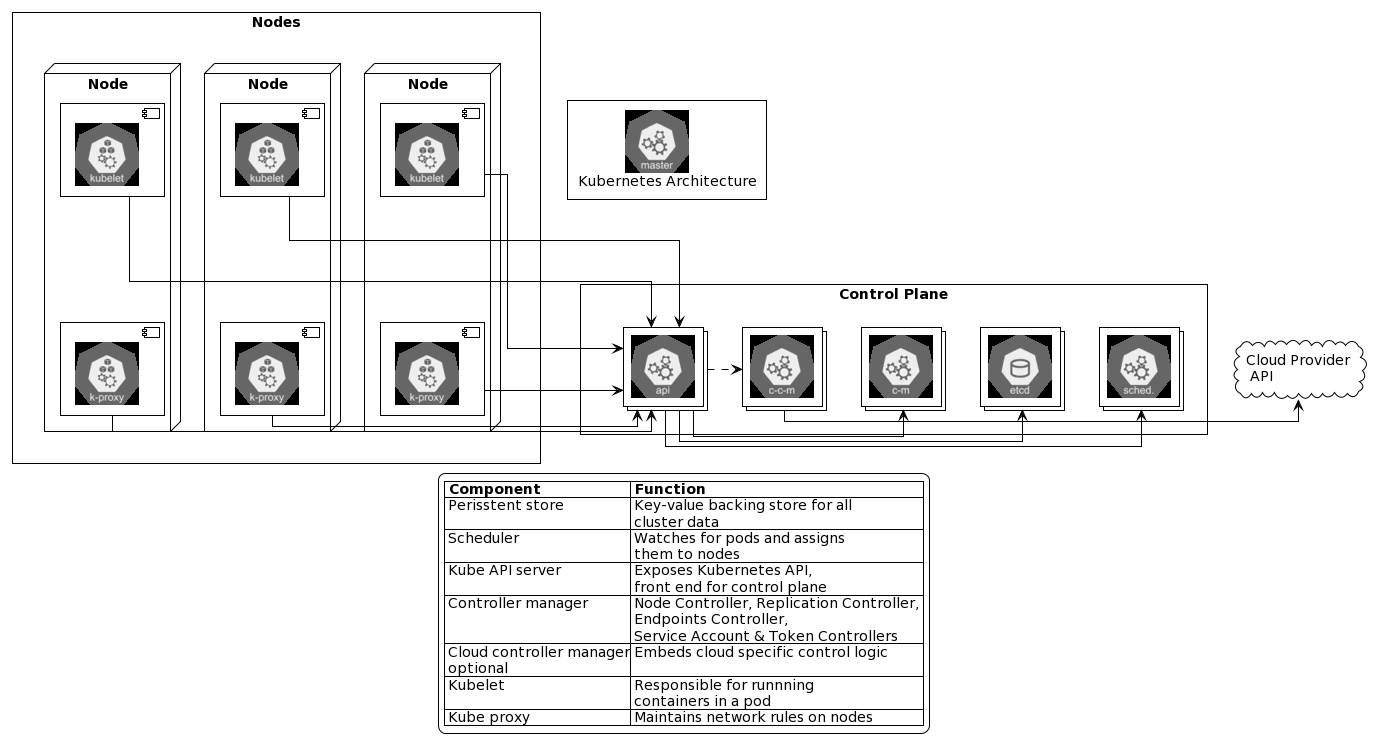 Nodes
Node
Node
Node
kubelet
kubelet
kubelet
master
Kubernetes Architecture
Control Plane
k-proxy
k-proxy
k-proxy
api
c-c-m
c-m
etcd
sched.
Cloud Provider
API
Component Function
Perisstent store Key-value backing store for all
cluster data
Scheduler Watches for pods and assigns
them to nodes
Kube API server Exposes Kubernetes API,
front end for control plane
Controller manager Node Controller, Replication Controller,
Endpoints Controller,
Service Account & Token Controllers
Cloud controller manager Embeds cloud specific control logic
optional
Kubelet Responsible for runnning
containers in a pod
Kube proxy Maintains network rules on nodes